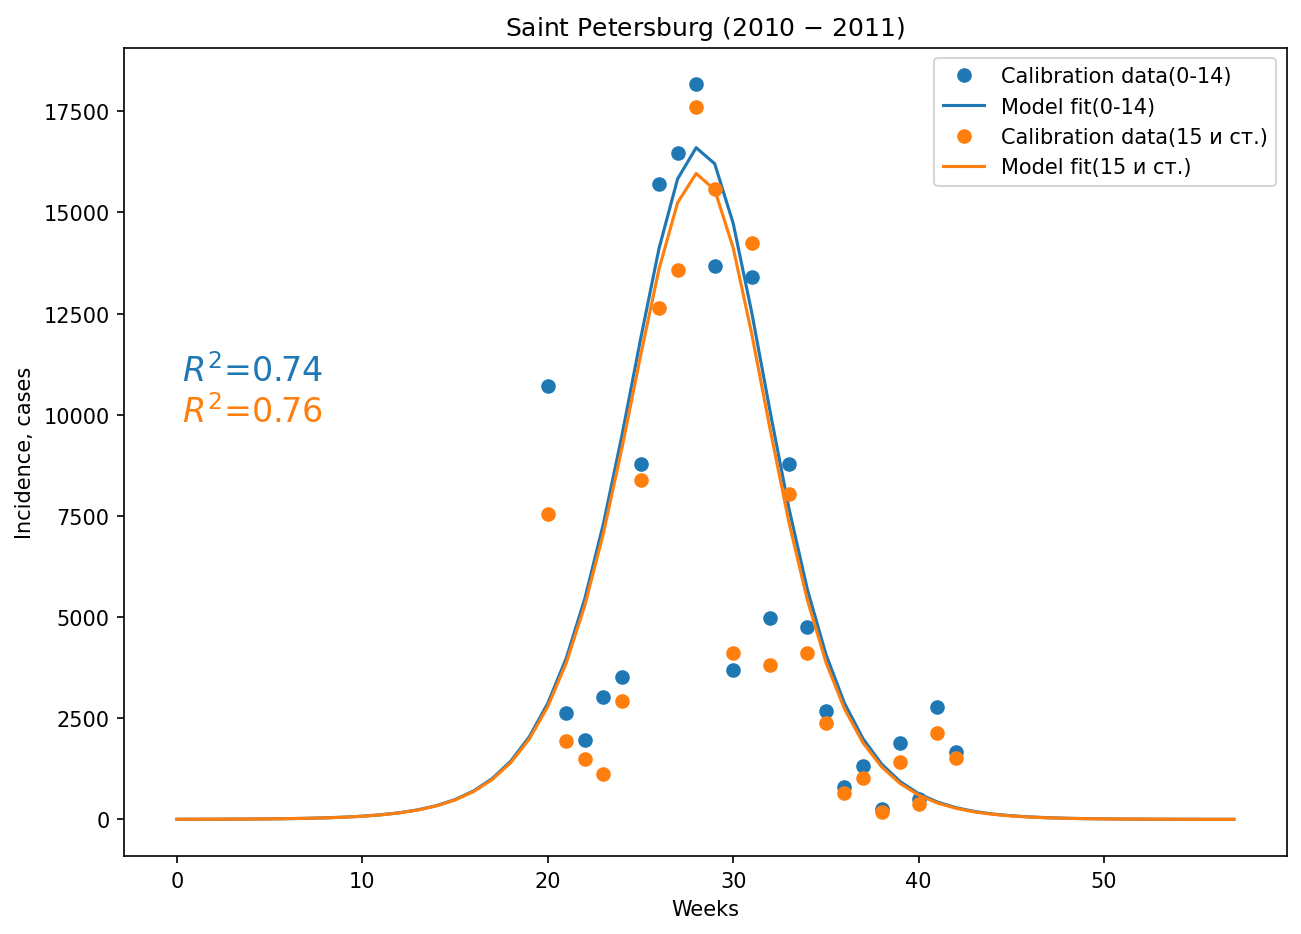 Saint Petersburg (2010 − 2011)
Calibration data(0-14)
Model fit(0-14)
Calibration data(15 и ст.)
Model fit(15 и ст.)
17500
15000
12500
10000
7500
5000
2500
0
Incidence, cases
R²=0.74
R²=0.76
0 10 20 30 40 50
Weeks